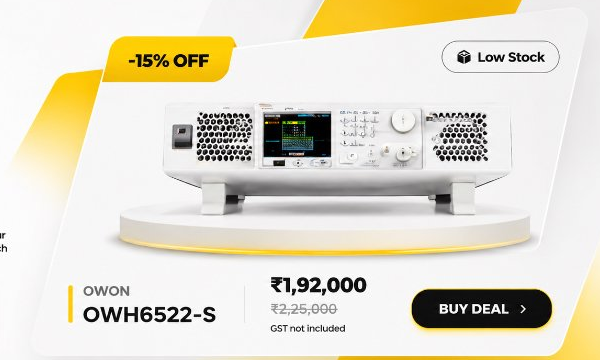 -15% OFF
Low Stock
OWON
OWH6522-S
₹1,92,000
₹2,25,000
GST not included
BUY DEAL